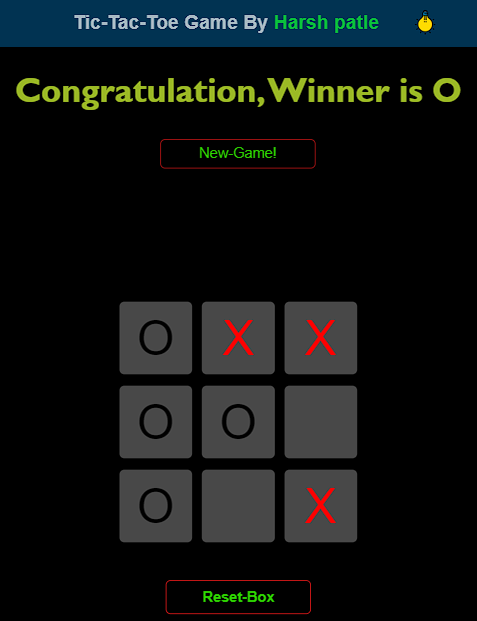 Tic-Tac-Toe Game By Harsh patle
Congratulation, Winner is O
New-Game!
O X X
O O
O X
Reset-Box